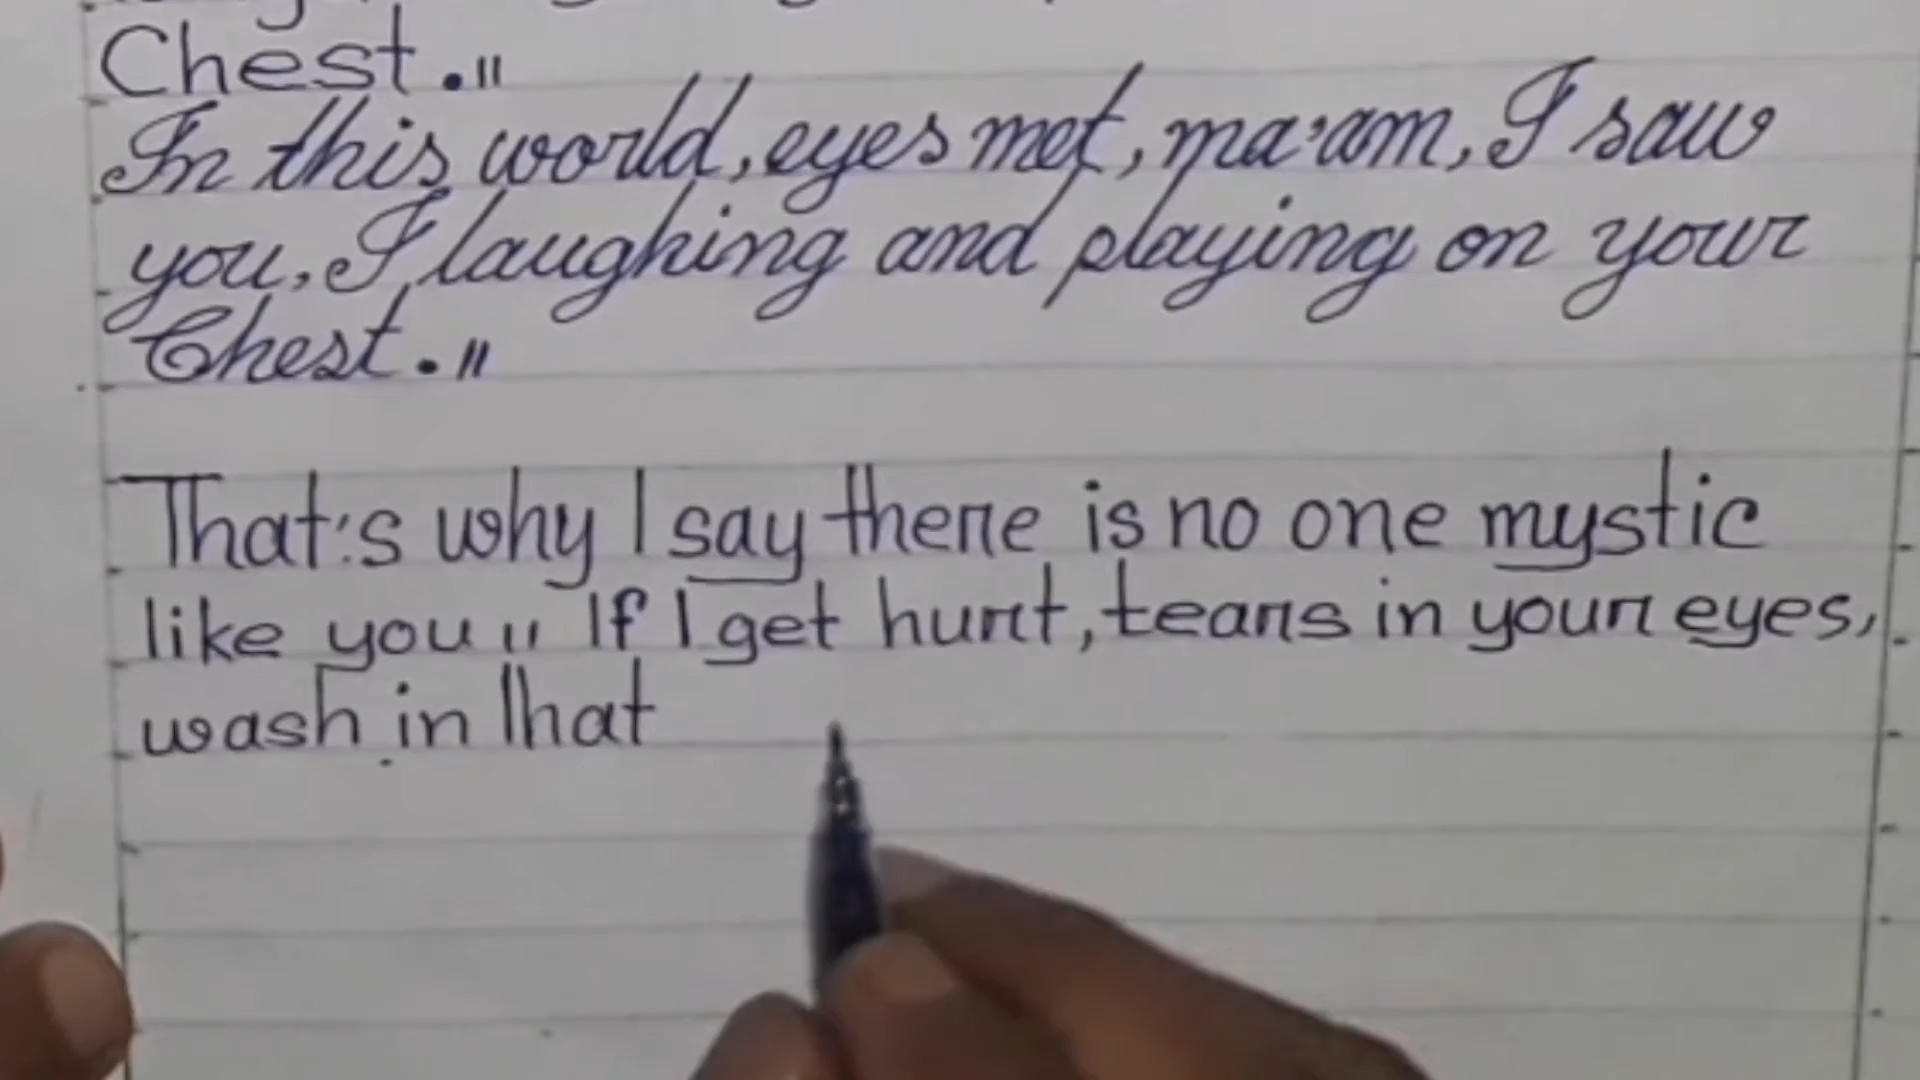 Chest.॥
In this world, eyes met, ma'am, I saw
you, I laughing and playing on your
Chest.॥
That's why I say there is no one mystic
like you॥ If I get hurt, tears in your eyes,
wash in that